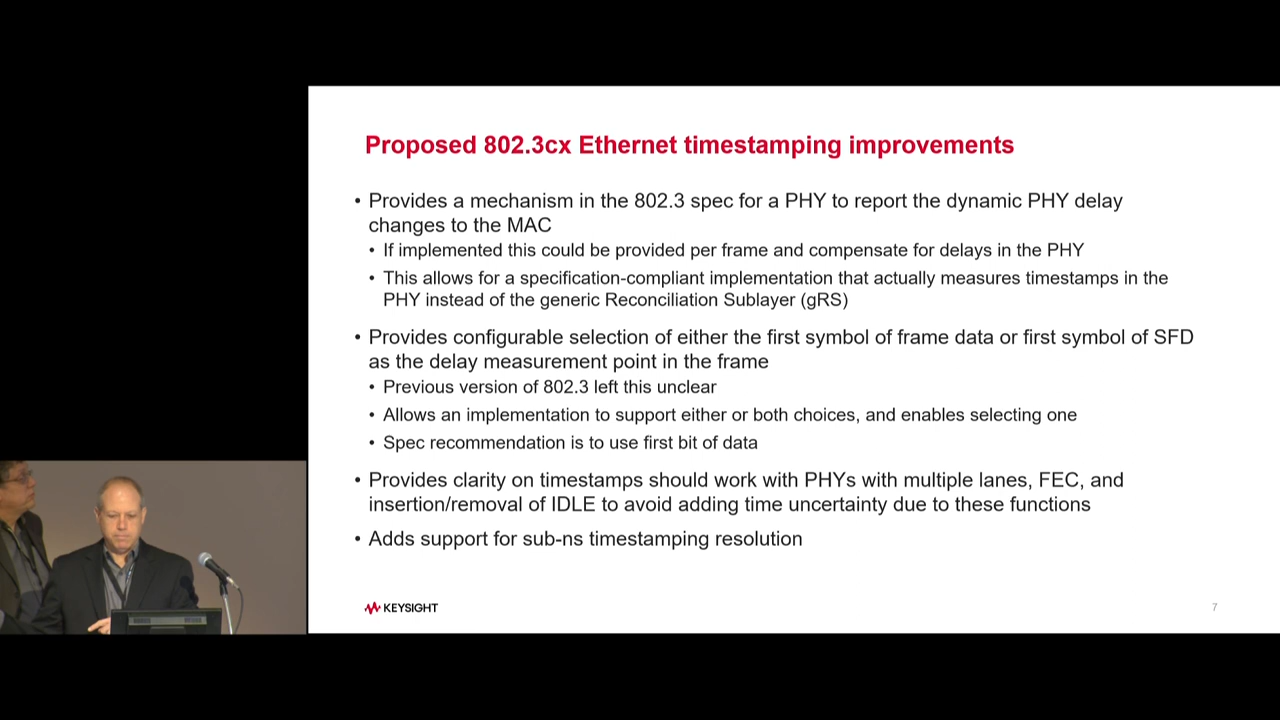 Proposed 802.3cx Ethernet timestamping improvements
• Provides a mechanism in the 802.3 spec for a PHY to report the dynamic PHY delay
changes to the MAC
• If implemented this could be provided per frame and compensate for delays in the PHY
• This allows for a specification-compliant implementation that actually measures timestamps in the
PHY instead of the generic Reconciliation Sublayer (gRS)
• Provides configurable selection of either the first symbol of frame data or first symbol of SFD
as the delay measurement point in the frame
• Previous version of 802.3 left this unclear
• Allows an implementation to support either or both choices, and enables selecting one
• Spec recommendation is to use first bit of data
• Provides clarity on timestamps should work with PHYs with multiple lanes, FEC, and
insertion/removal of IDLE to avoid adding time uncertainty due to these functions
• Adds support for sub-ns timestamping resolution
KEYSIGHT
7